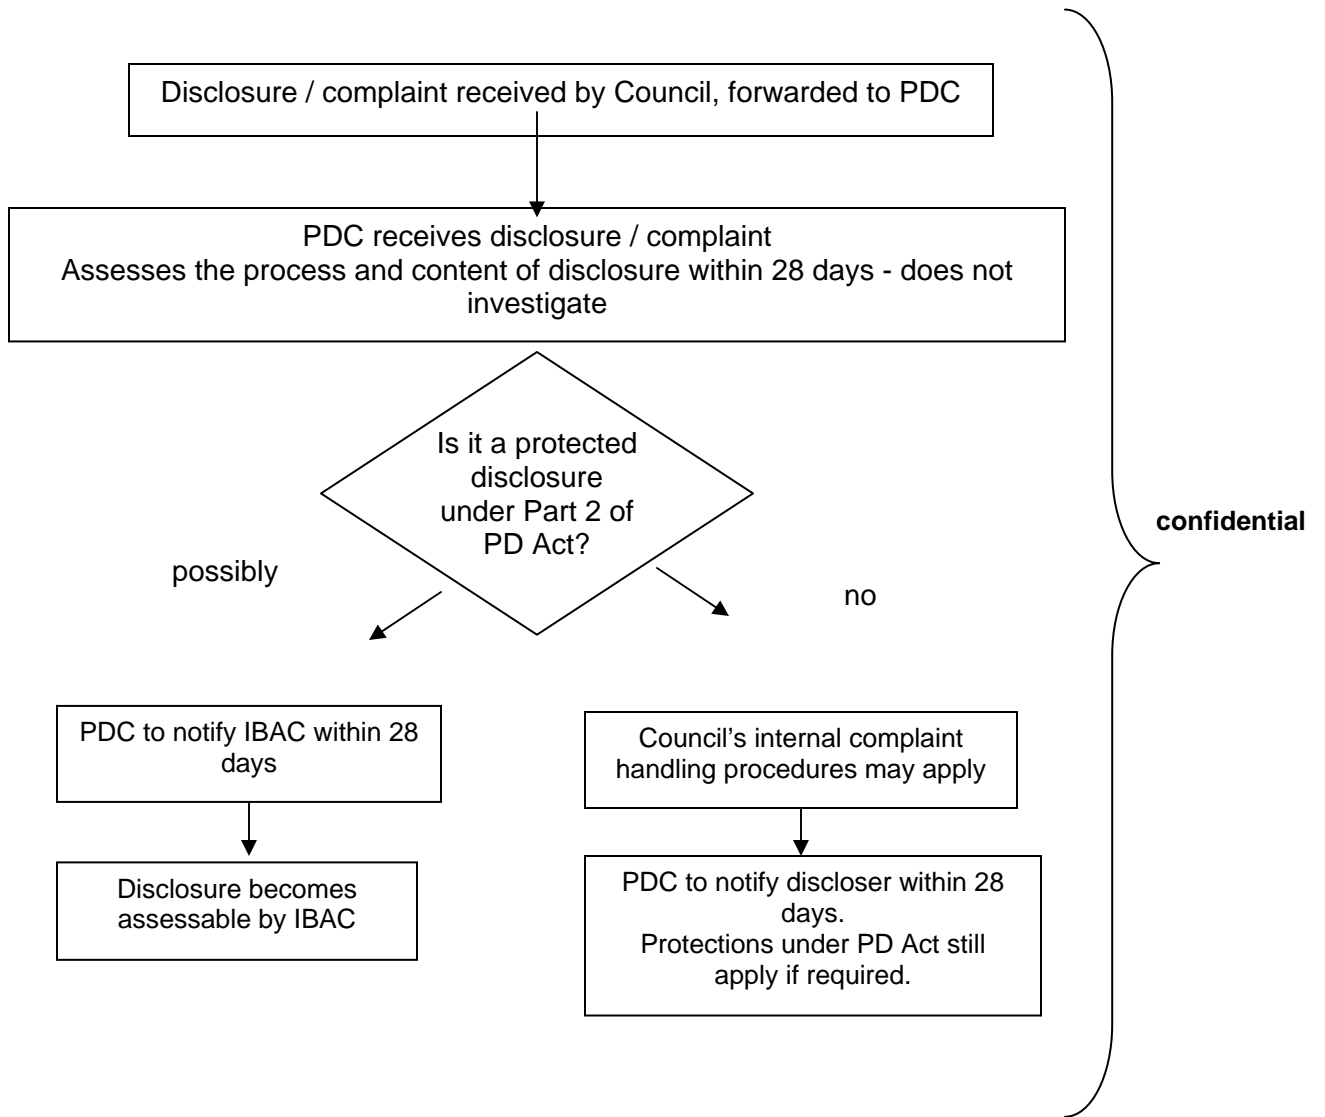 Disclosure / complaint received by Council, forwarded to PDC
PDC receives disclosure / complaint
Assesses the process and content of disclosure within 28 days - does not
investigate
Is it a protected
disclosure
under Part 2 of
PD Act?
confidential
possibly
no
PDC to notify IBAC within 28
days
Council’s internal complaint
handling procedures may apply
Disclosure becomes
assessable by IBAC
PDC to notify discloser within 28
days.
Protections under PD Act still
apply if required.